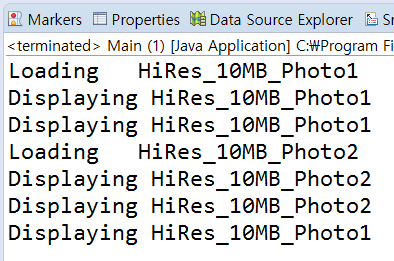 Markers Properties Data Source Explorer
<terminated> Main (1) [Java Application] C:₩Program Fi
Loading   HiRes_10MB_Photo1
Displaying HiRes_10MB_Photo1
Displaying HiRes_10MB_Photo1
Loading   HiRes_10MB_Photo2
Displaying HiRes_10MB_Photo2
Displaying HiRes_10MB_Photo2
Displaying HiRes_10MB_Photo1